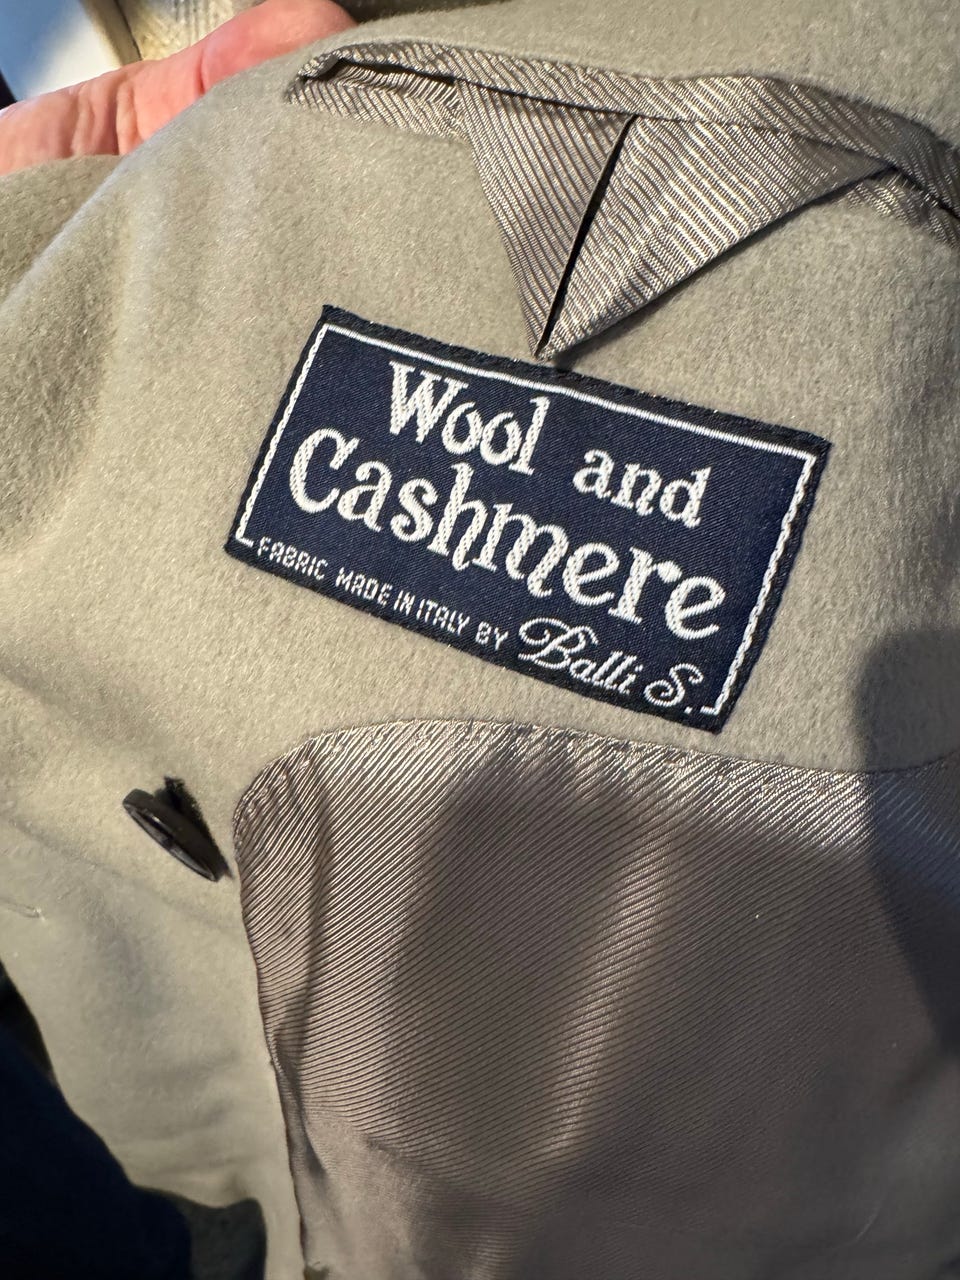 Wool and
Cashmere
FABRIC MADE IN ITALY BY Balli S.